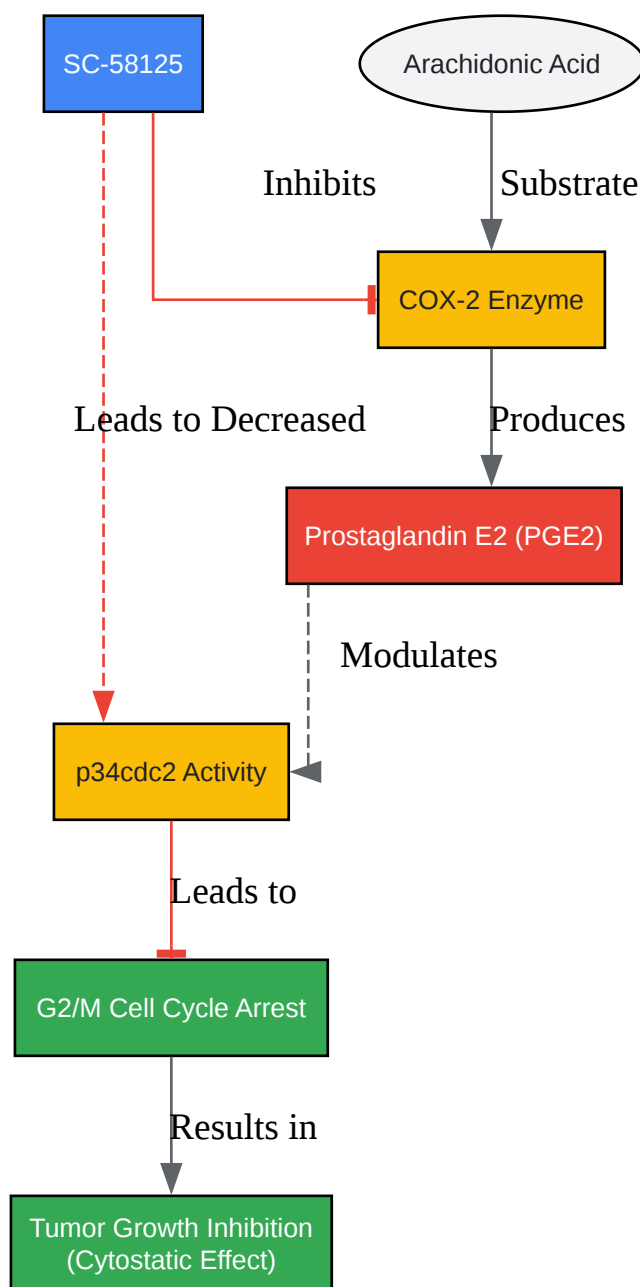 SC-58125
Arachidonic Acid
Inhibits
Substrate
COX-2 Enzyme
Leads to Decreased
Produces
Prostaglandin E2 (PGE2)
Modulates
p34cdc2 Activity
Leads to
G2/M Cell Cycle Arrest
Results in
Tumor Growth Inhibition
(Cytostatic Effect)